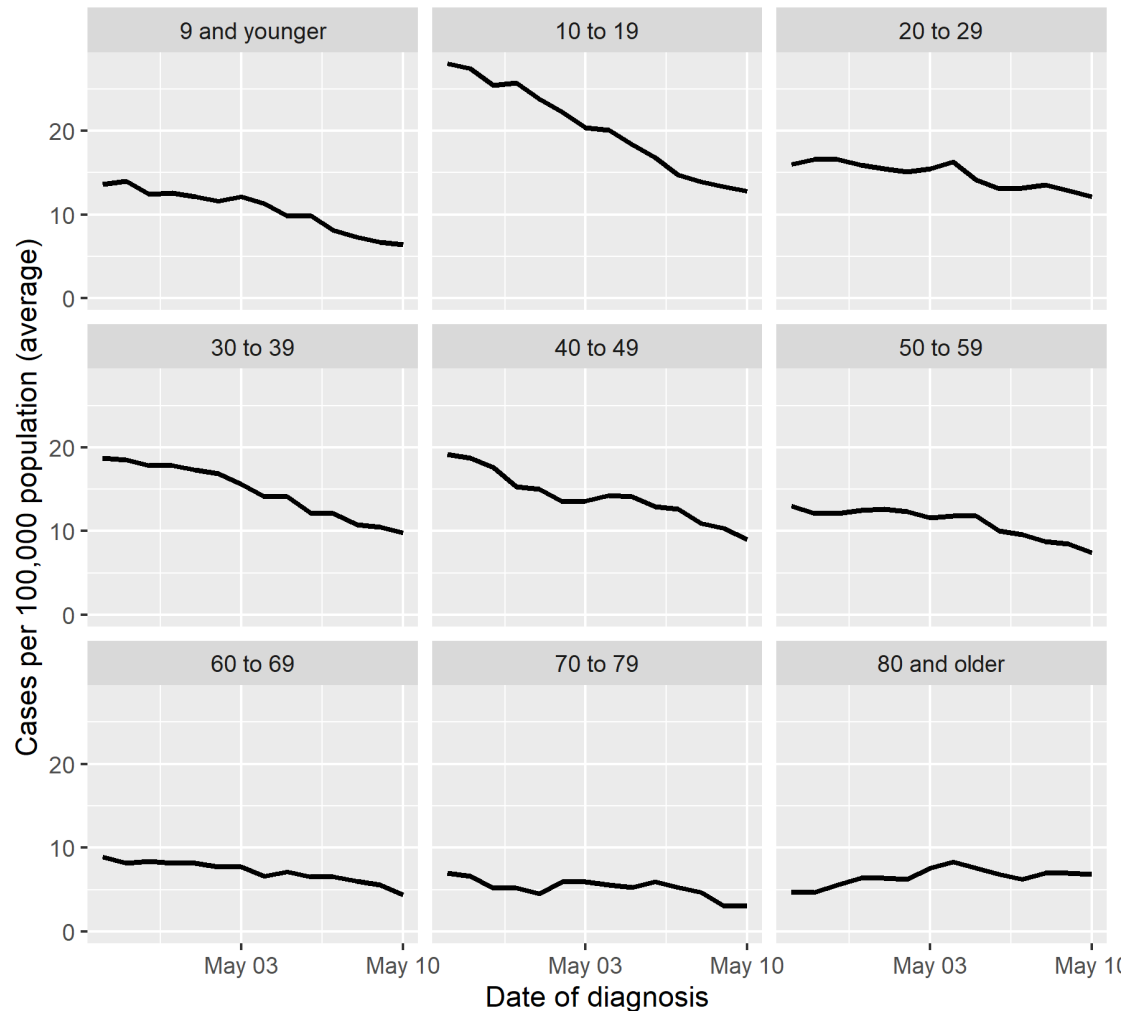 9 and younger
10 to 19
20 to 29
20
10
0
30 to 39
40 to 49
50 to 59
20
10
0
60 to 69
70 to 79
80 and older
20
10
0
Cases per 100,000 population (average)
May 03
May 10
May 03
May 10
May 03
May 10
Date of diagnosis